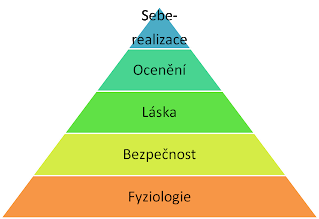 Sebe-
realizace
Ocenění
Láska
Bezpečnost
Fyziologie